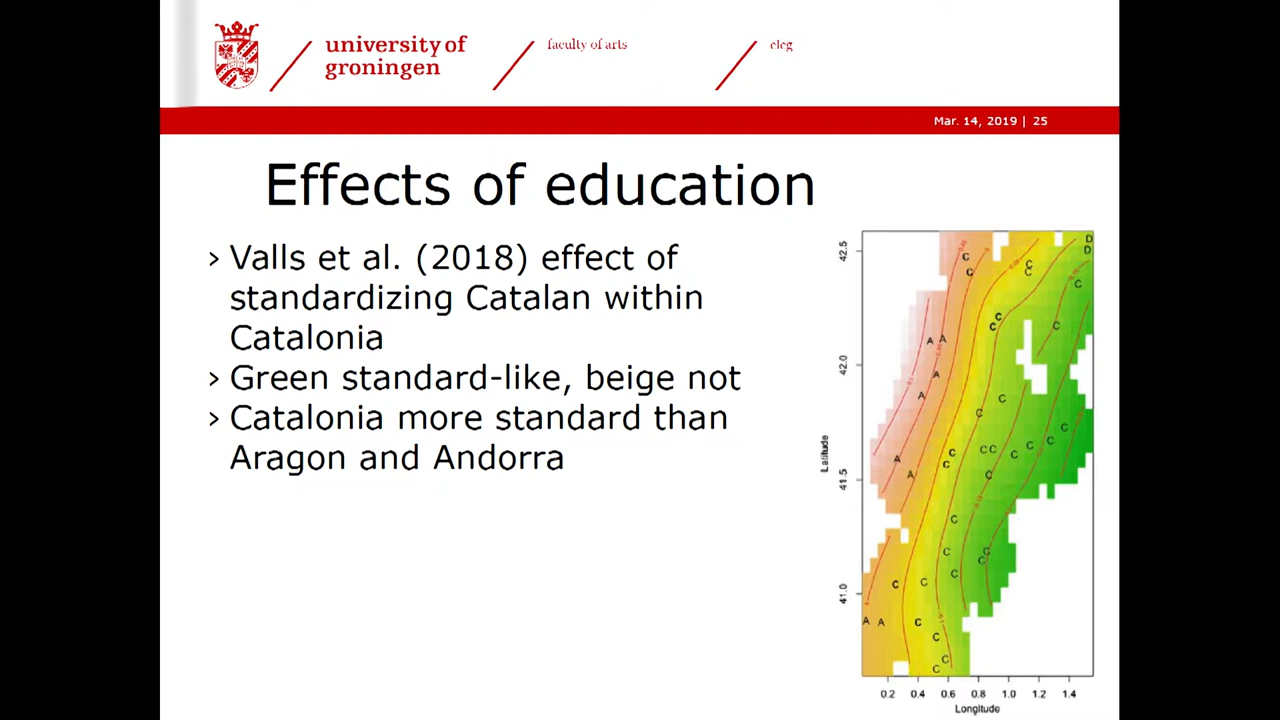 university of
groningen
faculty of arts
clcg
Mar. 14, 2019 | 25
Effects of education
› Valls et al. (2018) effect of
standardizing Catalan within
Catalonia
› Green standard-like, beige not
› Catalonia more standard than
Aragon and Andorra
Latitude
42.5
42.0
41.5
41.0
0.2 0.4 0.6 0.8 1.0 1.2 1.4
Longitude